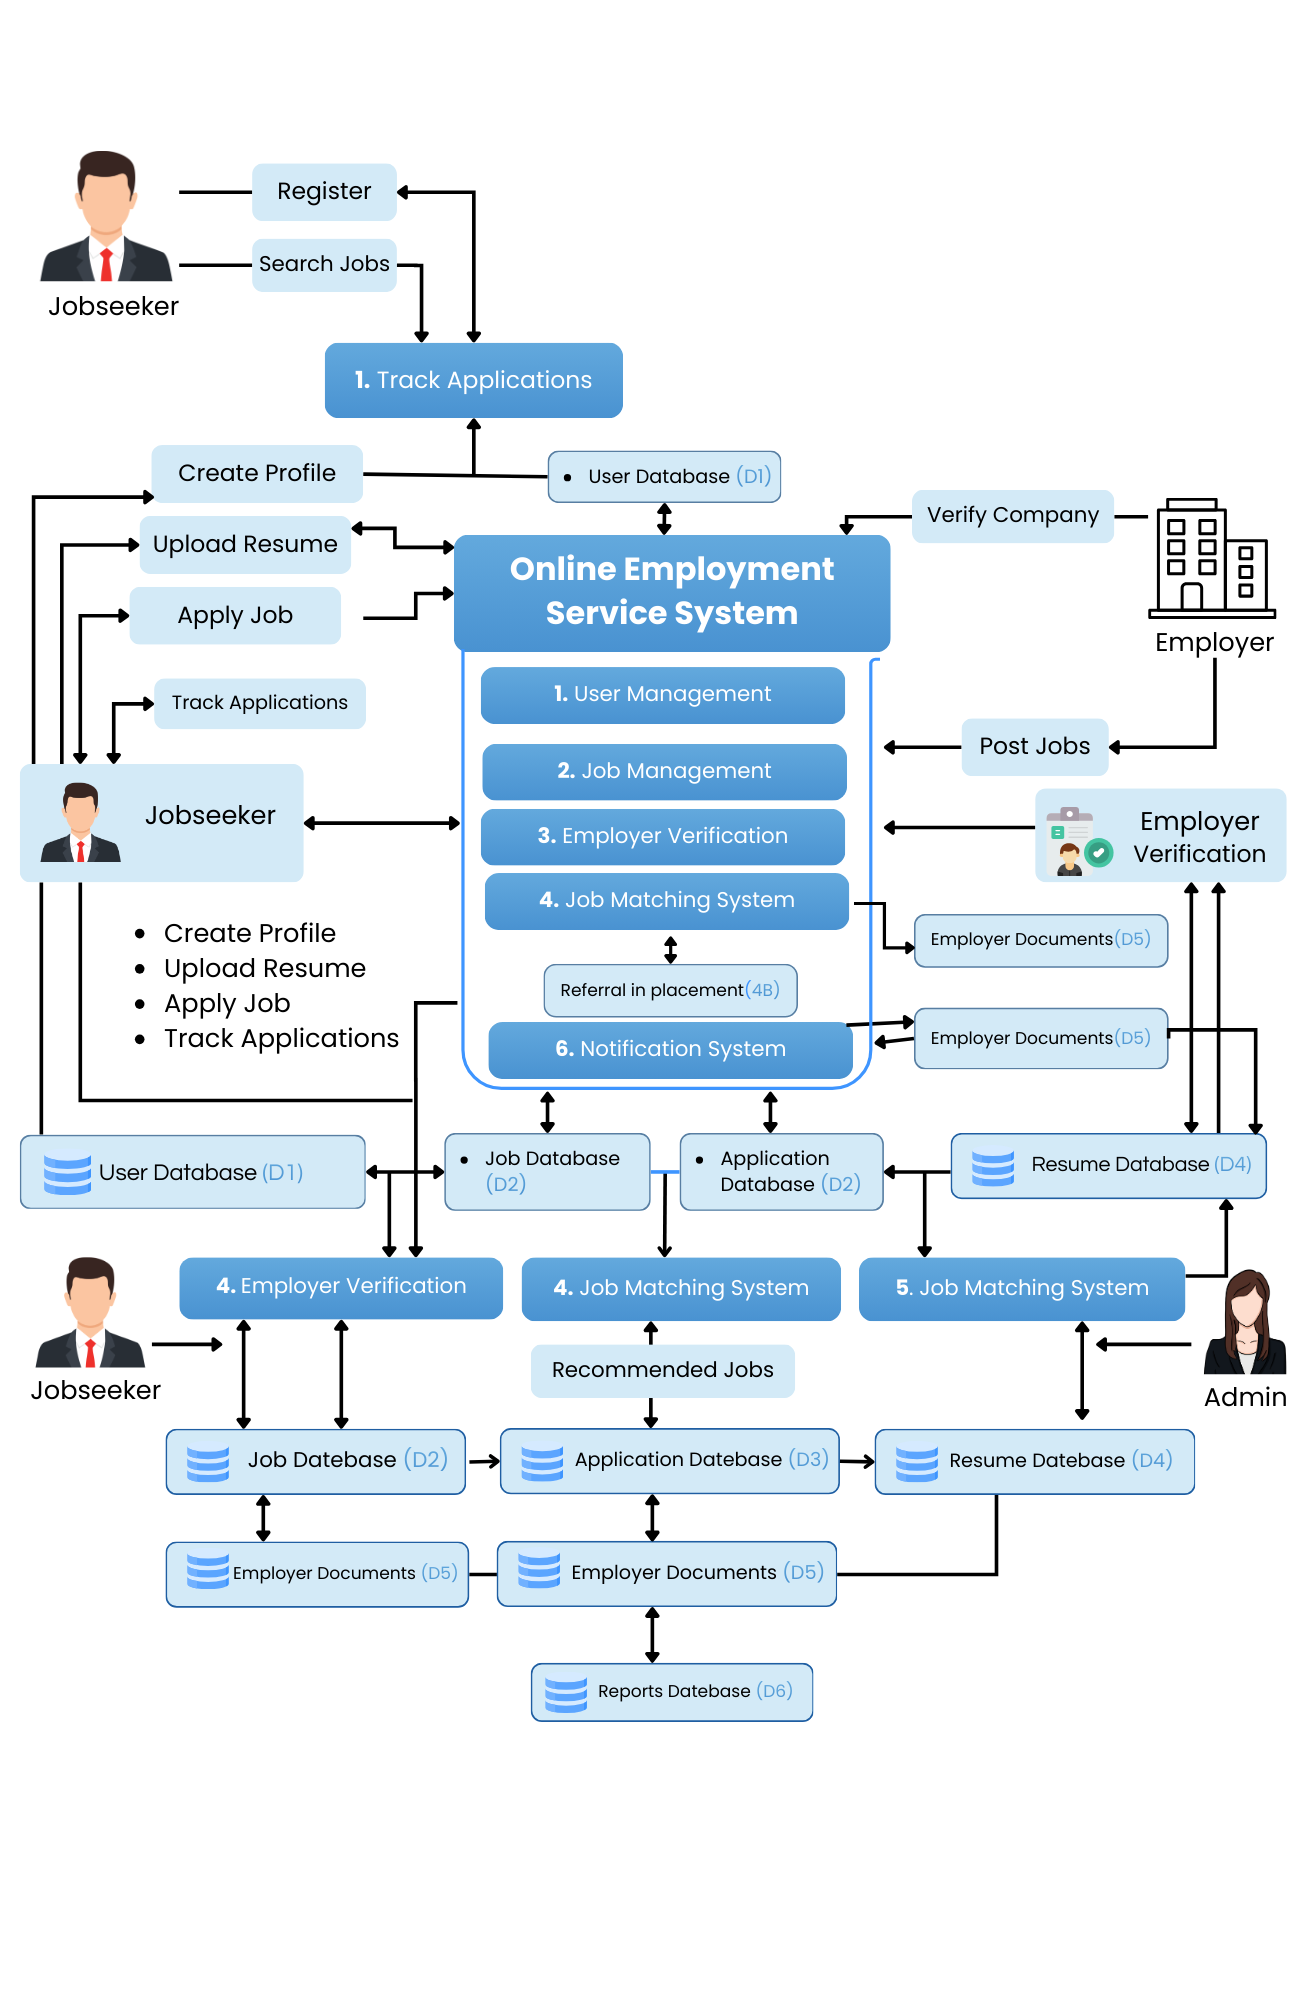 Register
Search Jobs
Jobseeker
1. Track Applications
Create Profile
• User Database (D1)
Upload Resume
Verify Company
Online Employment
Service System
Apply Job
Employer
1. User Management
Track Applications
Post Jobs
2. Job Management
Jobseeker
3. Employer Verification
Employer
Verification
4. Job Matching System
• Create Profile
• Upload Resume
• Apply Job
• Track Applications
Employer Documents(D5)
Referral in placement(4B)
6. Notification System
Employer Documents(D5)
User Database (D1)
• Job Database
(D2)
• Application
Database (D2)
Resume Database (D4)
4. Employer Verification
4. Job Matching System
5. Job Matching System
Jobseeker
Recommended Jobs
Admin
Job Datebase (D2)
Application Datebase (D3)
Resume Datebase (D4)
Employer Documents (D5)
Employer Documents (D5)
Reports Datebase (D6)